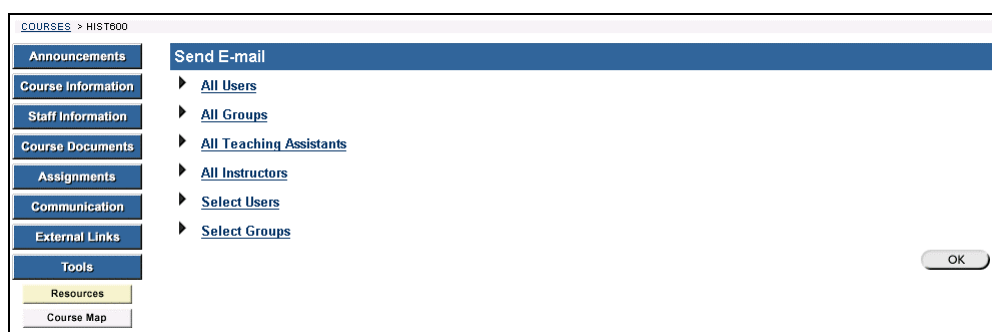 COURSES > HIST600
Announcements
Course Information
Staff Information
Course Documents
Assignments
Communication
External Links
Tools
Resources
Course Map
Send E-mail
All Users
All Groups
All Teaching Assistants
All Instructors
Select Users
Select Groups
OK